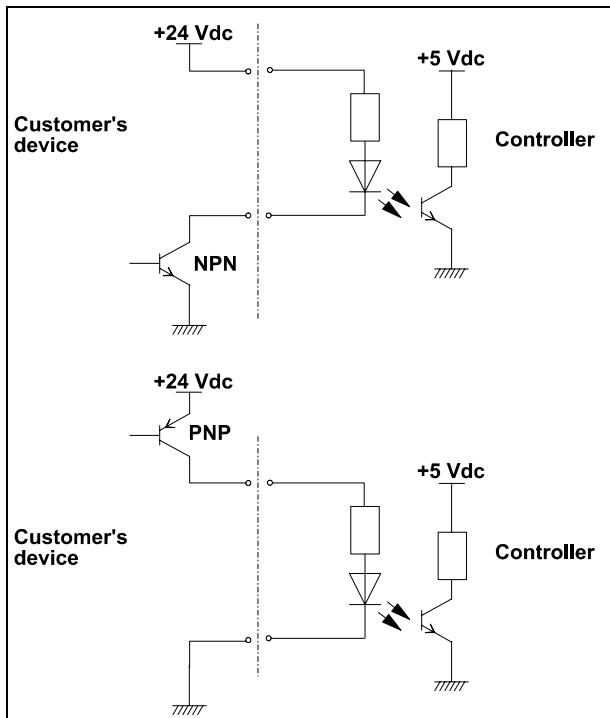 +24 Vdc
+5 Vdc
Customer's
device
Controller
NPN
+24 Vdc
PNP
+5 Vdc
Customer's
device
Controller